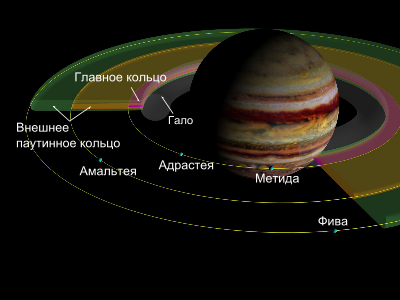 Главное кольцо
Гало
Внешнее
паутинное кольцо
Амальтея
Адрастея
Метида
Фива